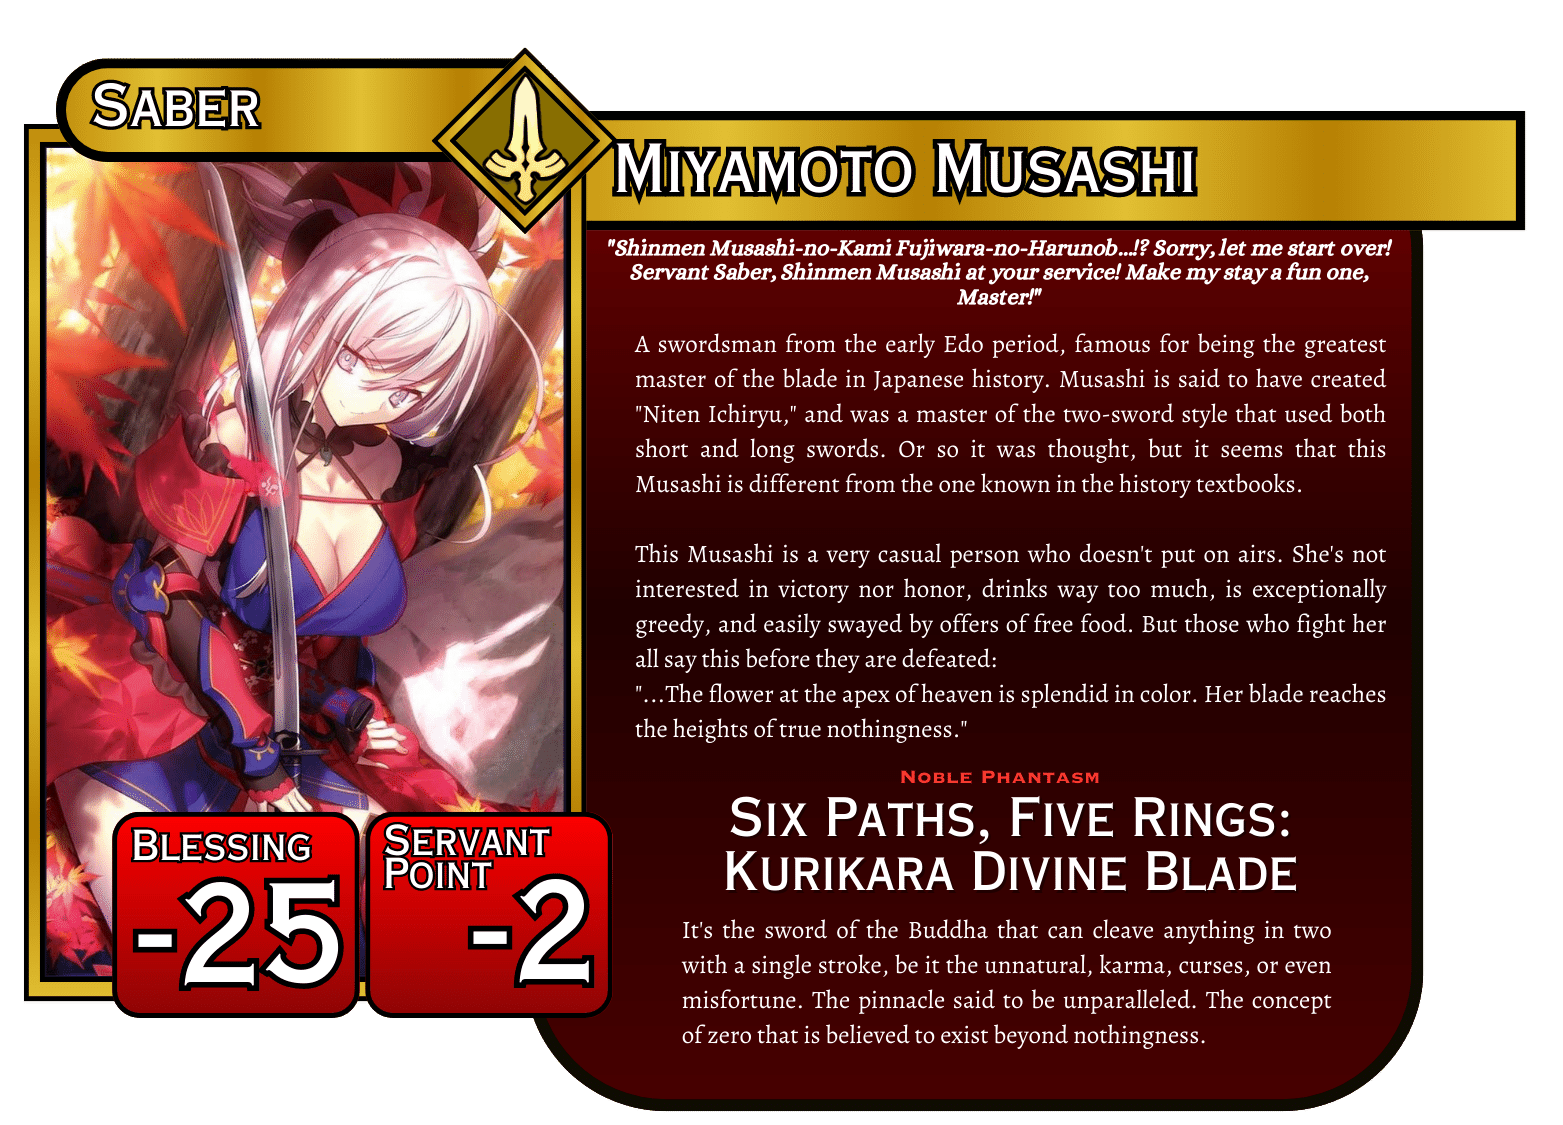 SABER
MIYAMOTO MUSASHI
"Shinmen Musashi-no-Kami Fujiwara-no-Harunob...!? Sorry, let me start over!
Servant Saber, Shinmen Musashi at your service! Make my stay a fun one,
Master!"
A swordsman from the early Edo period, famous for being the greatest
master of the blade in Japanese history. Musashi is said to have created
"Niten Ichiryu," and was a master of the two-sword style that used both
short and long swords. Or so it was thought, but it seems that this
Musashi is different from the one known in the history textbooks.
This Musashi is a very casual person who doesn't put on airs. She's not
interested in victory nor honor, drinks way too much, is exceptionally
greedy, and easily swayed by offers of free food. But those who fight her
all say this before they are defeated:
"...The flower at the apex of heaven is splendid in color. Her blade reaches
the heights of true nothingness."
NOBLE PHANTASM
SIX PATHS, FIVE RINGS:
KURIKARA DIVINE BLADE
It's the sword of the Buddha that can cleave anything in two
with a single stroke, be it the unnatural, karma, curses, or even
misfortune. The pinnacle said to be unparalleled. The concept
of zero that is believed to exist beyond nothingness.
BLESSING
-25
SERVANT
POINT
-2